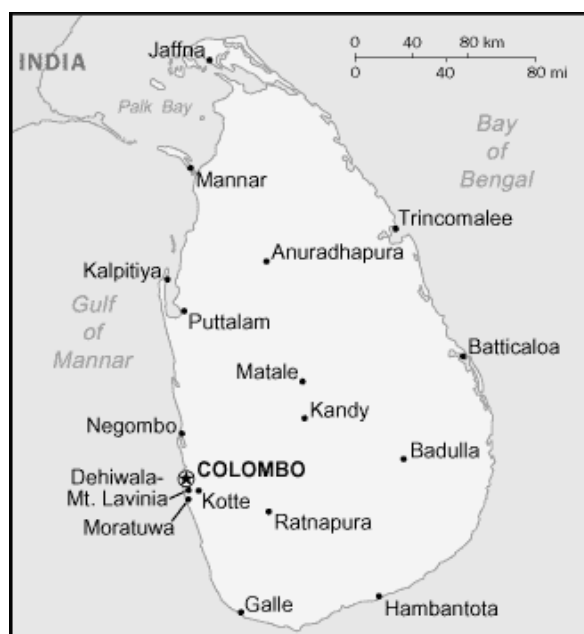 Jaffna
INDIA
0 40 80 km
0 40 80 mi
Palk Bay
Bay
of
Bengal
Mannar
Trincomalee
Anuradhapura
Kalpitiya
Gulf
of
Mannar
Puttalam
Batticaloa
Matale
Kandy
Negombo
Badulla
COLOMBO
Dehiwala-
Mt. Lavinia
Kotte
Moratuwa
Ratnapura
Galle
Hambantota